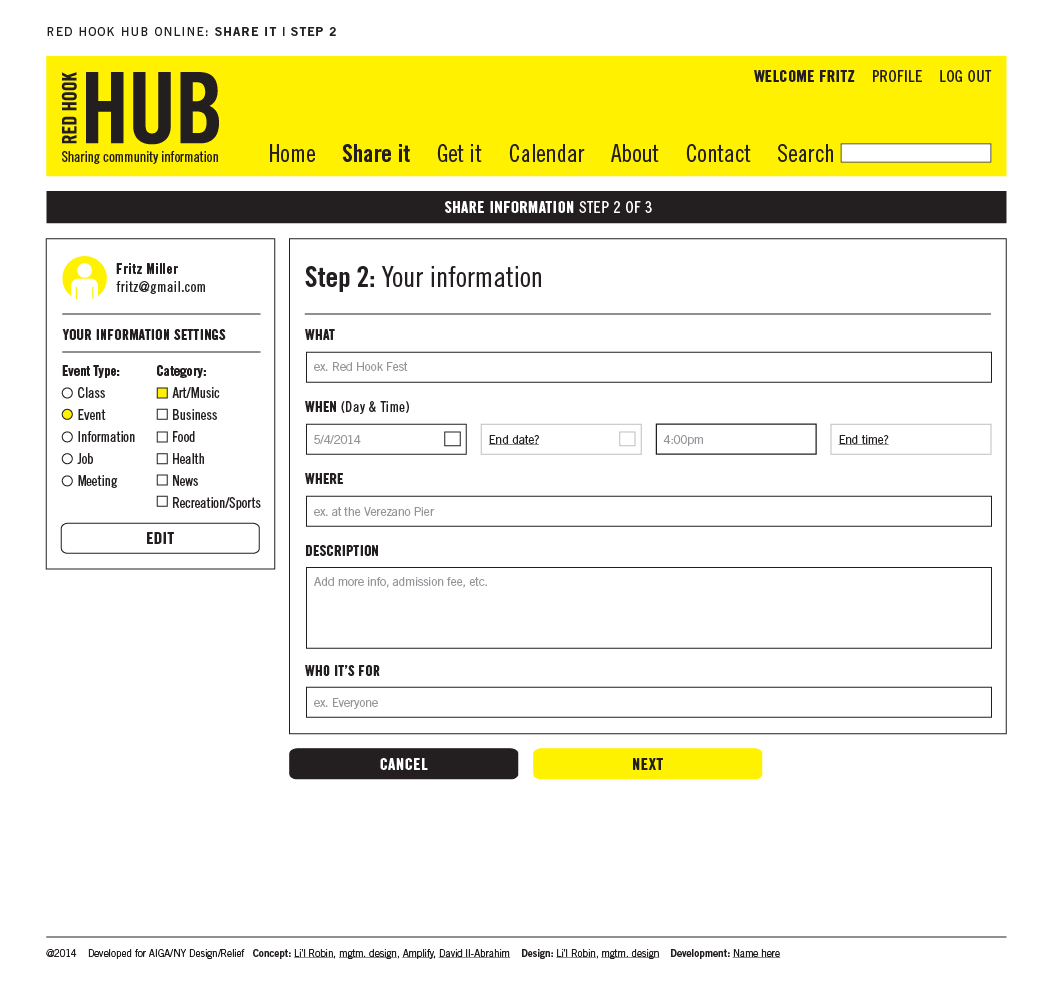 RED HOOK HUB ONLINE: SHARE IT | STEP 2
WELCOME FRITZ PROFILE LOG OUT
RED HOOK
HUB
Sharing community information
Home Share it Get it Calendar About Contact Search
SHARE INFORMATION STEP 2 OF 3
Fritz Miller
fritz@gmail.com
YOUR INFORMATION SETTINGS
Event Type: Category:
Class Art/Music
Event Business
Information Food
Job Health
Meeting News
Recreation/Sports
EDIT
Step 2: Your information
WHAT
ex. Red Hook Fest
WHEN (Day & Time)
5/4/2014 End date? 4:00pm End time?
WHERE
ex. at the Verezano Pier
DESCRIPTION
Add more info, admission fee, etc.
WHO IT'S FOR
ex. Everyone
CANCEL NEXT
@2014 Developed for AIGA/NY Design/Relief Concept: Li'l Robin, mgtm. design, Amplify, David Il-Abrahim Design: Li'l Robin, mgtm. design Development: Name here